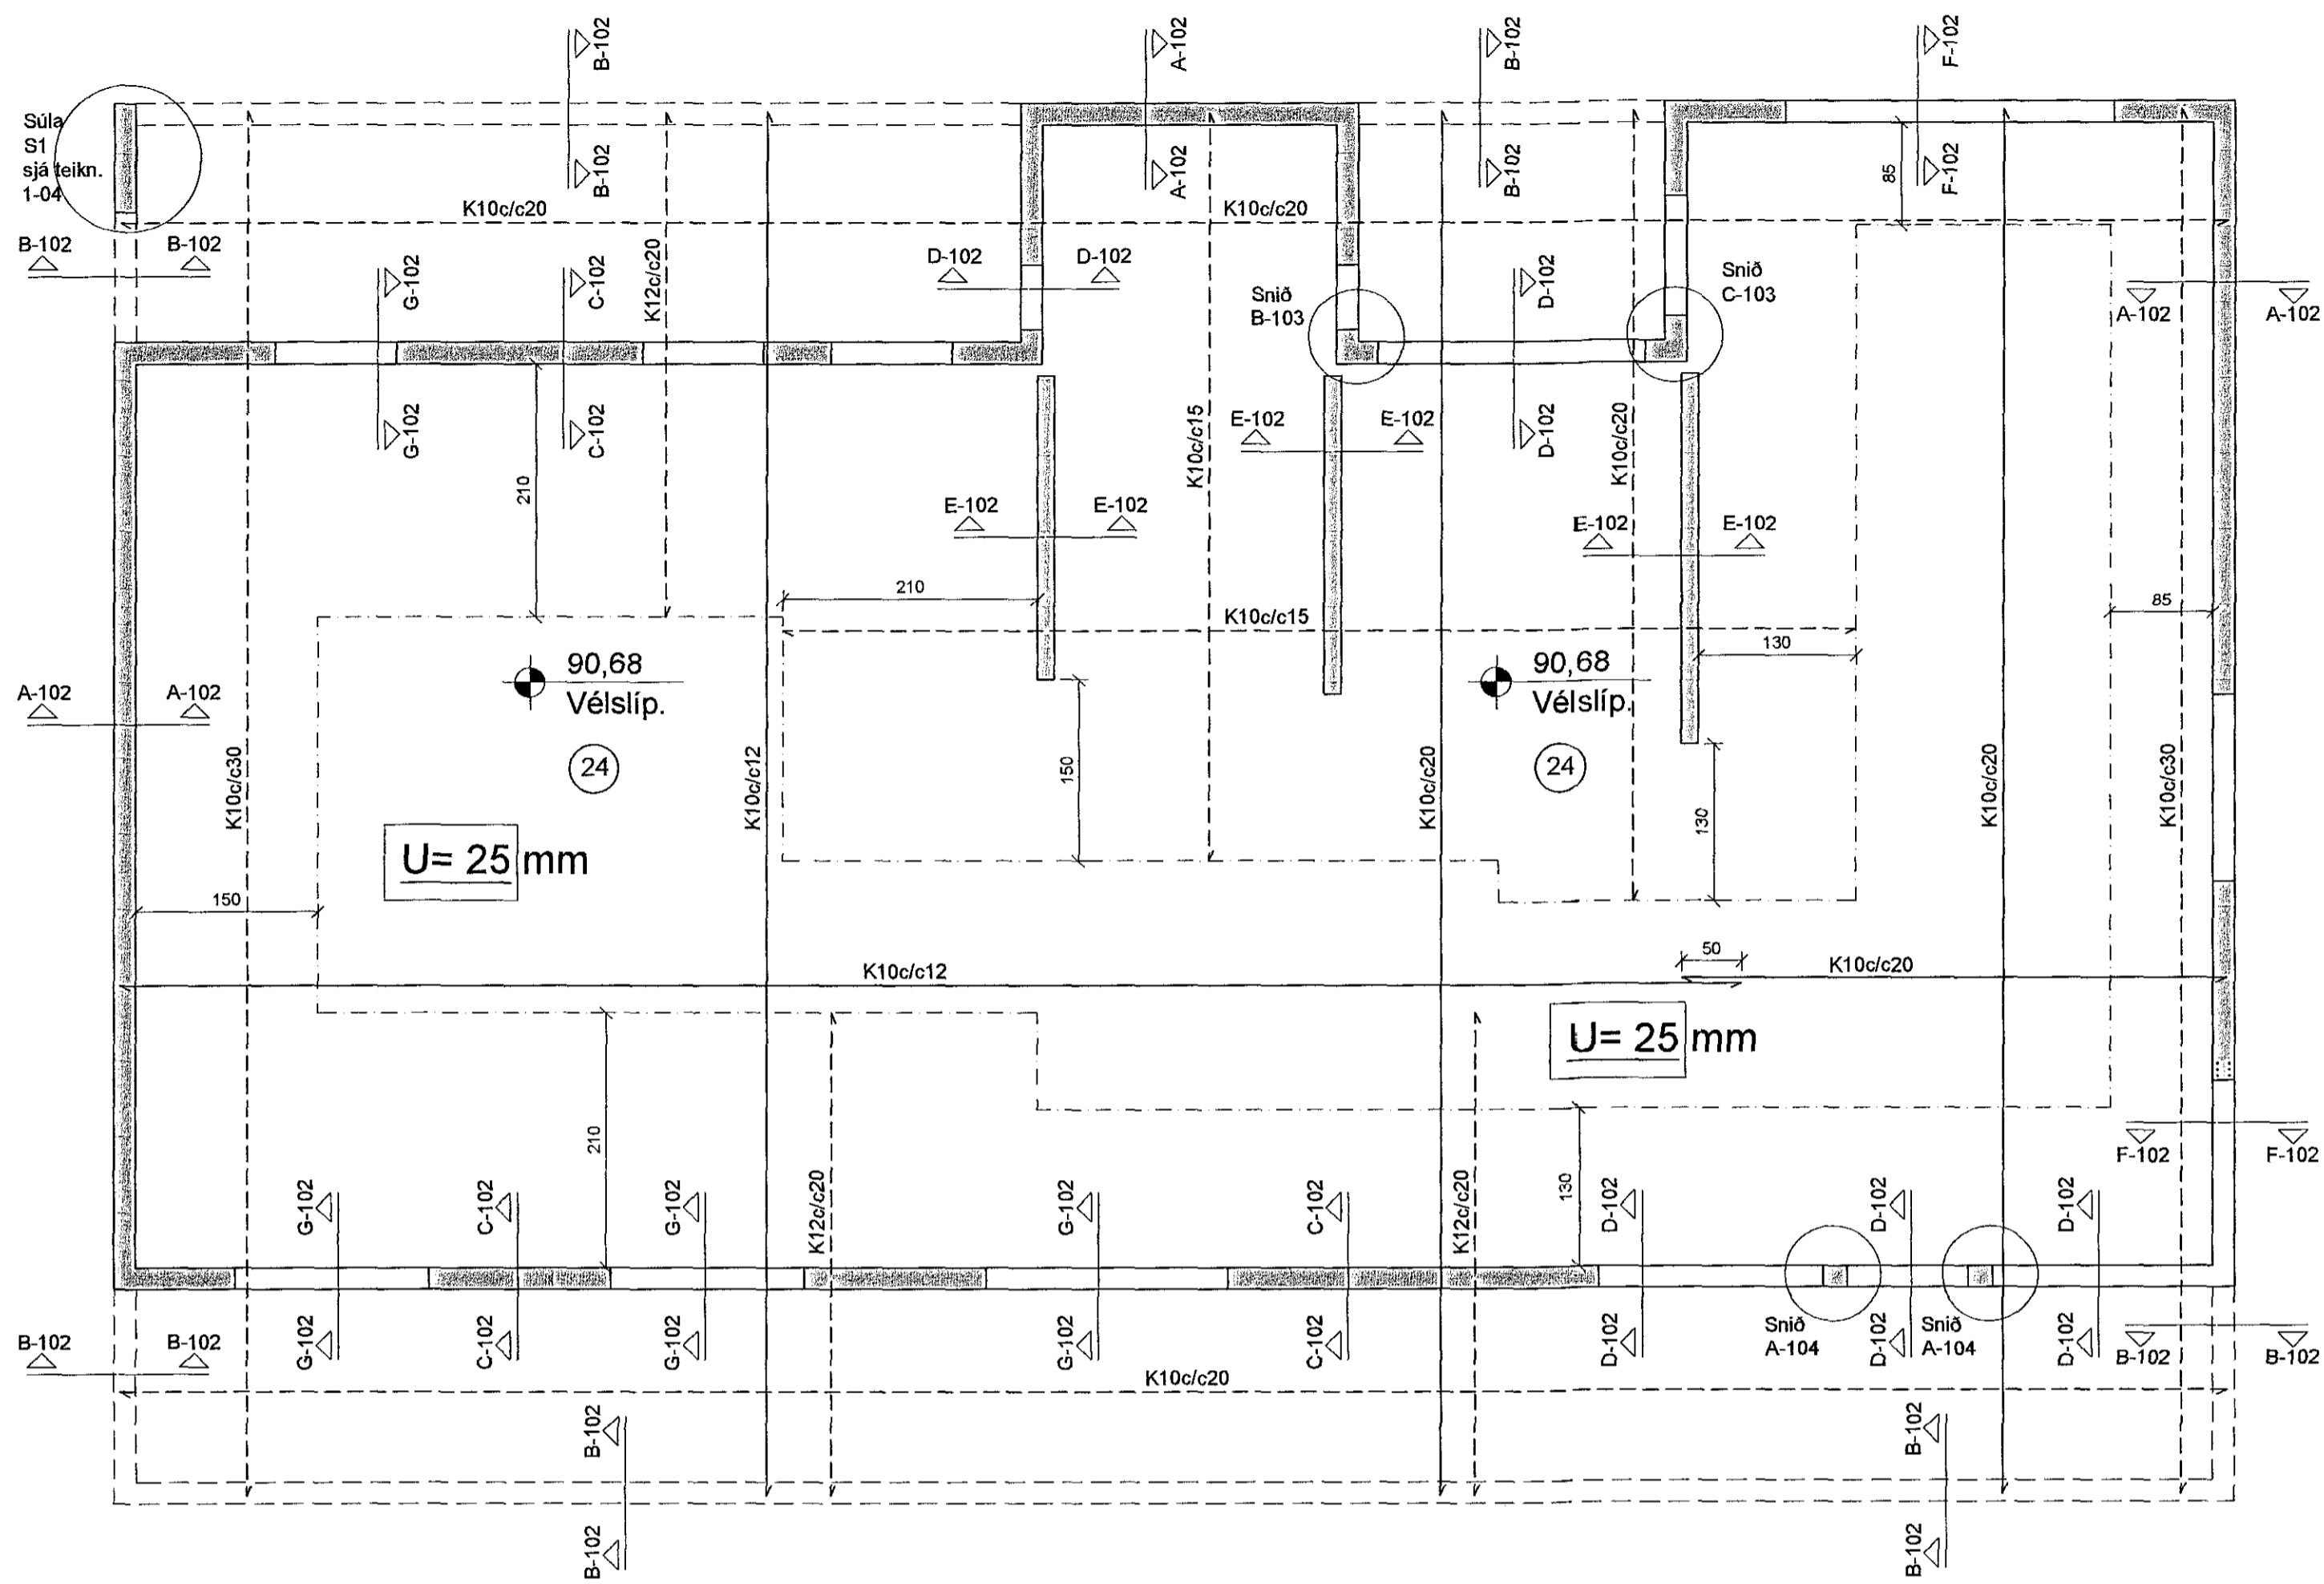 B-102
A-102
B-102
F-102
Súla
S1
sjá teikn.
1-04
B-102
A-102
B-102
F-102
85
K10c/c20
K10c/c20
B-102
B-102
G-102
C-102
K12c/c20
D-102
D-102
Snið
B-103
D-102
Snið
C-103
A-102
A-102
G-102
C-102
210
K10c/c15
E-102
E-102
D-102
K10c/c20
E-102
E-102
E-102
E-102
210
K10c/c15
130
85
90,68
Vélslíp.
24
90,68
Vélslíp.
24
A-102
A-102
K10c/c30
K10c/c12
150
K10c/c20
130
K10c/c20
K10c/c30
U= 25 mm
150
K10c/c12
50
K10c/c20
U= 25 mm
210
130
F-102
F-102
G-102
C-102
G-102
K12c/c20
G-102
C-102
K12c/c20
D-102
D-102
D-102
B-102
B-102
G-102
C-102
G-102
G-102
C-102
D-102
Snið
A-104
D-102
Snið
A-104
D-102
B-102
B-102
K10c/c20
B-102
B-102
B-102
B-102